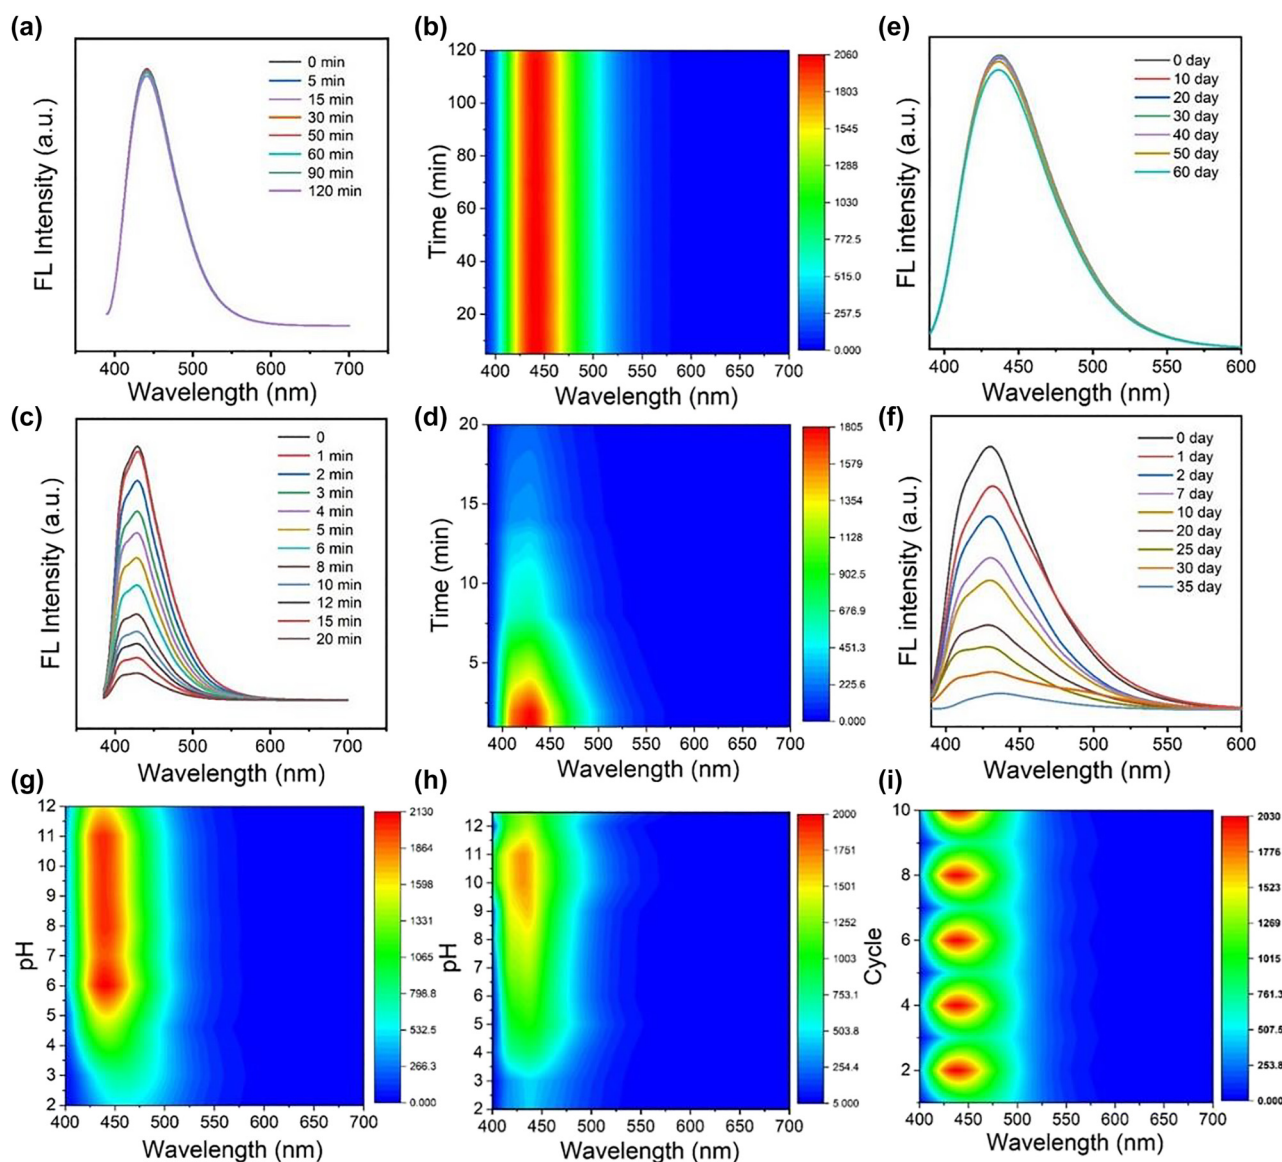 (a)
FL Intensity (a.u.)
0 min
5 min
15 min
30 min
50 min
60 min
90 min
120 min
400 500 600 700
Wavelength (nm)
(b)
Time (min)
120
100
80
60
40
20
400 450 500 550 600 650 700
Wavelength (nm)
2060
1803
1545
1288
1030
772.5
515.0
257.5
0.000
(e)
FL intensity (a.u.)
0 day
10 day
20 day
30 day
40 day
50 day
60 day
400 450 500 550 600
Wavelength (nm)
(c)
FL Intensity (a.u.)
0
1 min
2 min
3 min
4 min
5 min
6 min
8 min
10 min
12 min
15 min
20 min
400 500 600 700
Wavelength (nm)
(d)
Time (min)
20
15
10
5
400 450 500 550 600 650 700
Wavelength (nm)
1805
1579
1354
1128
902.5
676.9
451.3
225.6
0.000
(f)
FL intensity (a.u.)
0 day
1 day
2 day
7 day
10 day
20 day
25 day
30 day
35 day
400 450 500 550 600
Wavelength (nm)
(g)
pH
12
11
10
9
8
7
6
5
4
3
2
400 450 500 550 600 650 700
Wavelength (nm)
2130
1864
1598
1331
1065
798.8
532.5
266.3
0.000
(h)
pH
12
11
10
9
8
7
6
5
4
3
2
400 450 500 550 600 650 700
Wavelength (nm)
2000
1751
1501
1252
1003
753.1
503.8
254.4
5.000
(i)
Cycle
10
8
6
4
2
400 450 500 550 600 650 700
Wavelength (nm)
2030
1776
1523
1269
1015
761.3
507.5
253.8
0.000